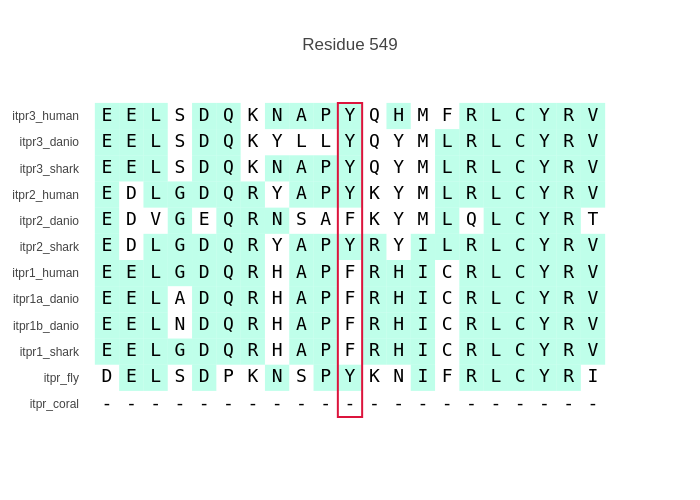 Residue 549
itpr3_human E E L S D Q K N A P Y Q H M F R L C Y R V
itpr3_danio E E L S D Q K Y L L Y Q Y M L R L C Y R V
itpr3_shark E E L S D Q K N A P Y Q Y M L R L C Y R V
itpr2_human E D L G D Q R Y A P Y K Y M L R L C Y R V
itpr2_danio E D V G E Q R N S A F K Y M L Q L C Y R T
itpr2_shark E D L G D Q R Y A P Y R Y I L R L C Y R V
itpr1_human E E L G D Q R H A P F R H I C R L C Y R V
itpr1a_danio E E L A D Q R H A P F R H I C R L C Y R V
itpr1b_danio E E L N D Q R H A P F R H I C R L C Y R V
itpr1_shark E E L G D Q R H A P F R H I C R L C Y R V
itpr_fly D E L S D P K N S P Y K N I F R L C Y R I
itpr_coral - - - - - - - - - - - - - - - - - - - - -